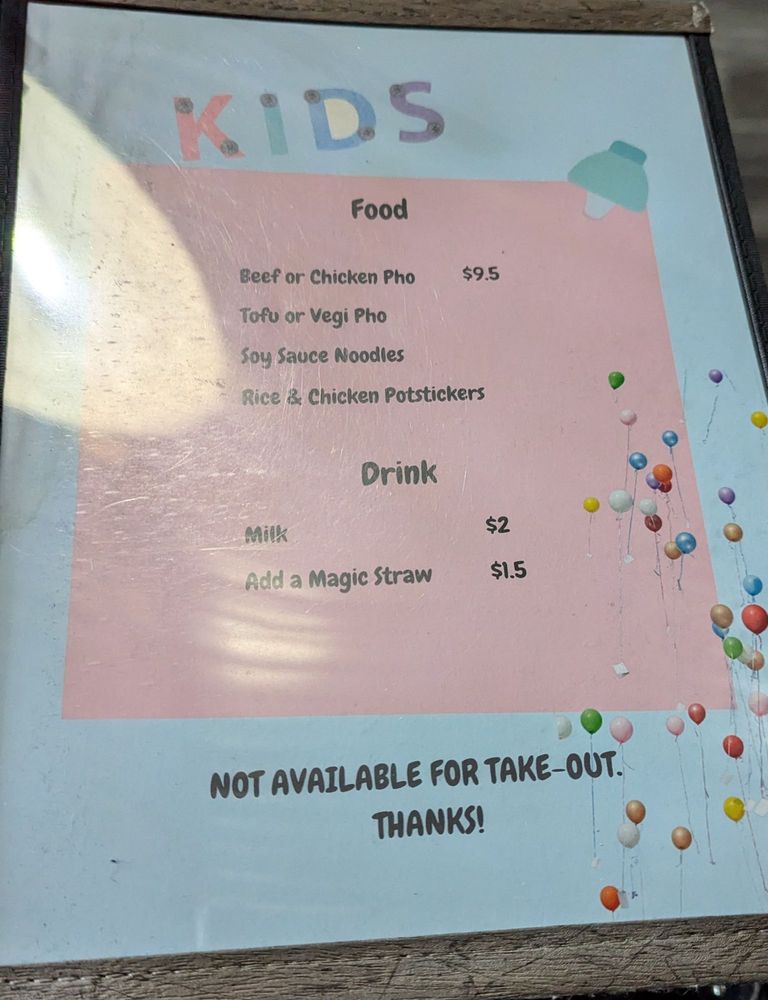 KIDS
Food
Beef or Chicken Pho $9.5
Tofu or Vegi Pho
Soy Sauce Noodles
Rice & Chicken Potstickers
Drink
Milk $2
Add a Magic Straw $1.5
NOT AVAILABLE FOR TAKE-OUT.
THANKS!